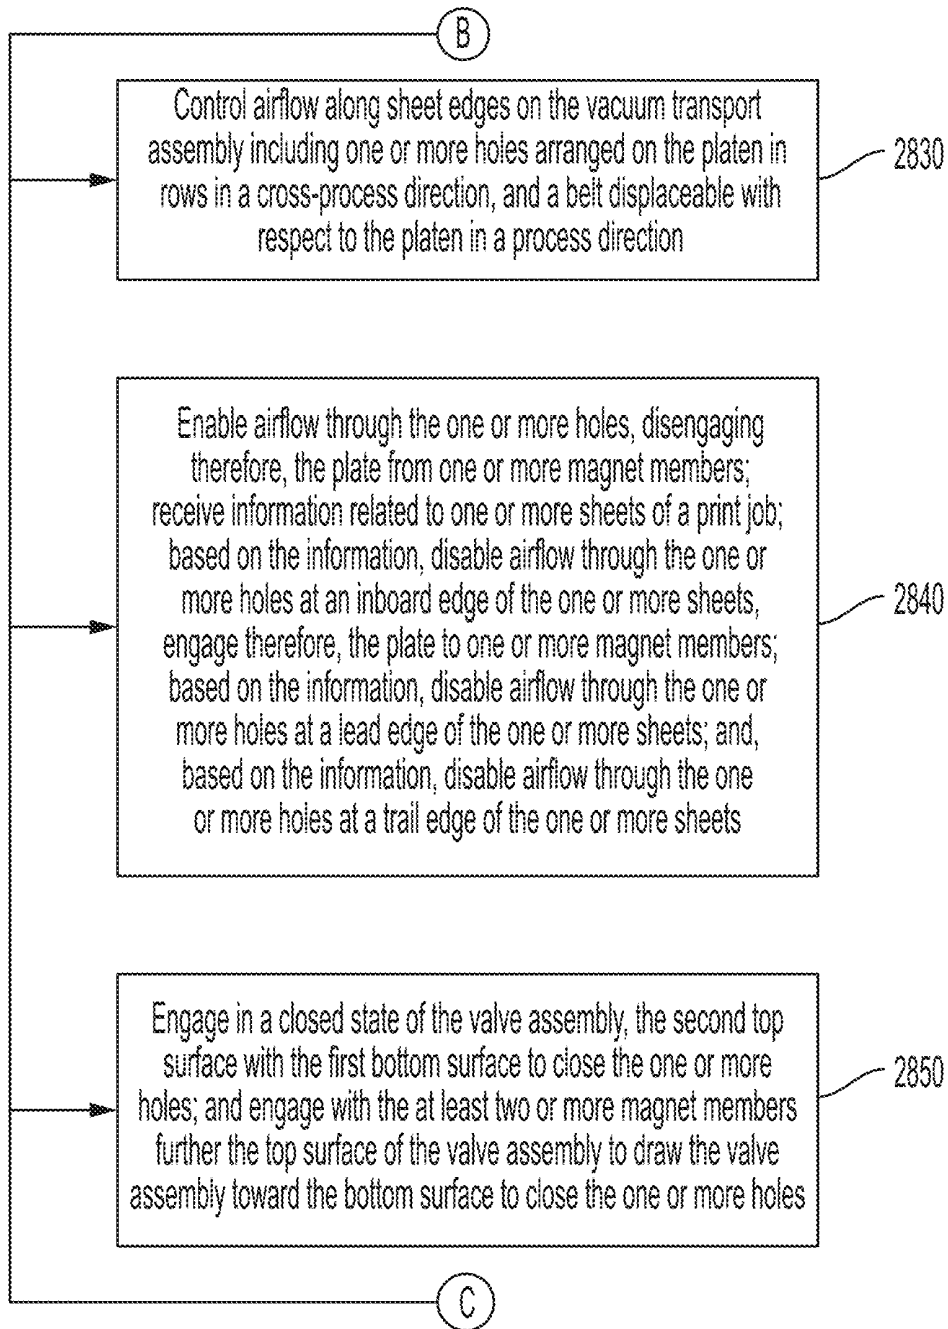 B
Control airflow along sheet edges on the vacuum transport
assembly including one or more holes arranged on the platen in
rows in a cross-process direction, and a belt displaceable with
respect to the platen in a process direction
2830
Enable airflow through the one or more holes, disengaging
therefore, the plate from one or more magnet members;
receive information related to one or more sheets of a print job;
based on the information, disable airflow through the one or
more holes at an inboard edge of the one or more sheets,
engage therefore, the plate to one or more magnet members;
based on the information, disable airflow through the one or
more holes at a lead edge of the one or more sheets; and,
based on the information, disable airflow through the one
or more holes at a trail edge of the one or more sheets
2840
Engage in a closed state of the valve assembly, the second top
surface with the first bottom surface to close the one or more
holes; and engage with the at least two or more magnet members
further the top surface of the valve assembly to draw the valve
assembly toward the bottom surface to close the one or more holes
2850
C